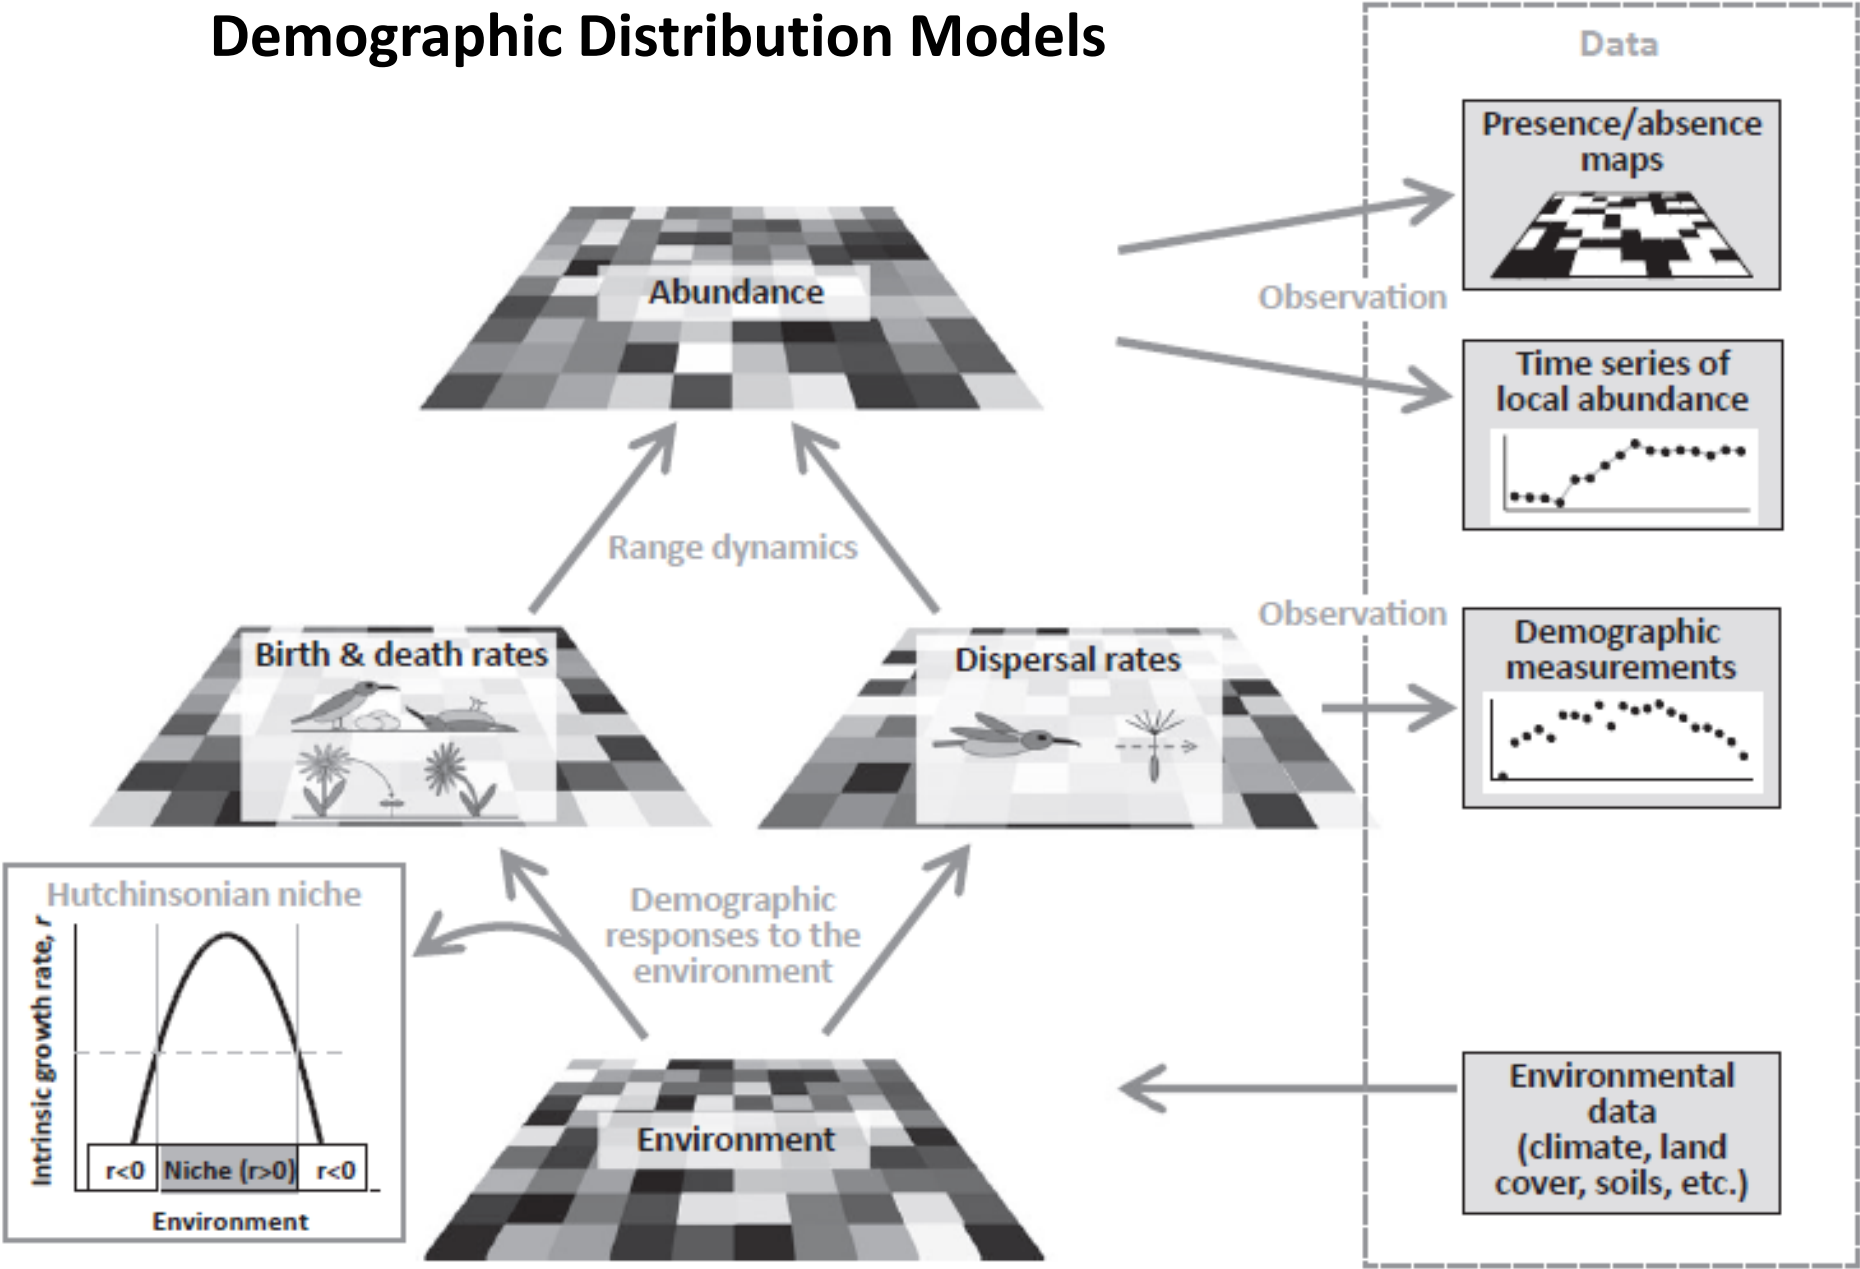 Demographic Distribution Models
Data
Presence/absence
maps
Abundance
Observation
Time series of
local abundance
Range dynamics
Observation
Birth & death rates
Dispersal rates
Demographic
measurements
Hutchinsonian niche
Intrinsic growth rate, r
r<0
Niche (r>0)
r<0
Environment
Demographic
responses to the
environment
Environment
Environmental
data
(climate, land
cover, soils, etc.)